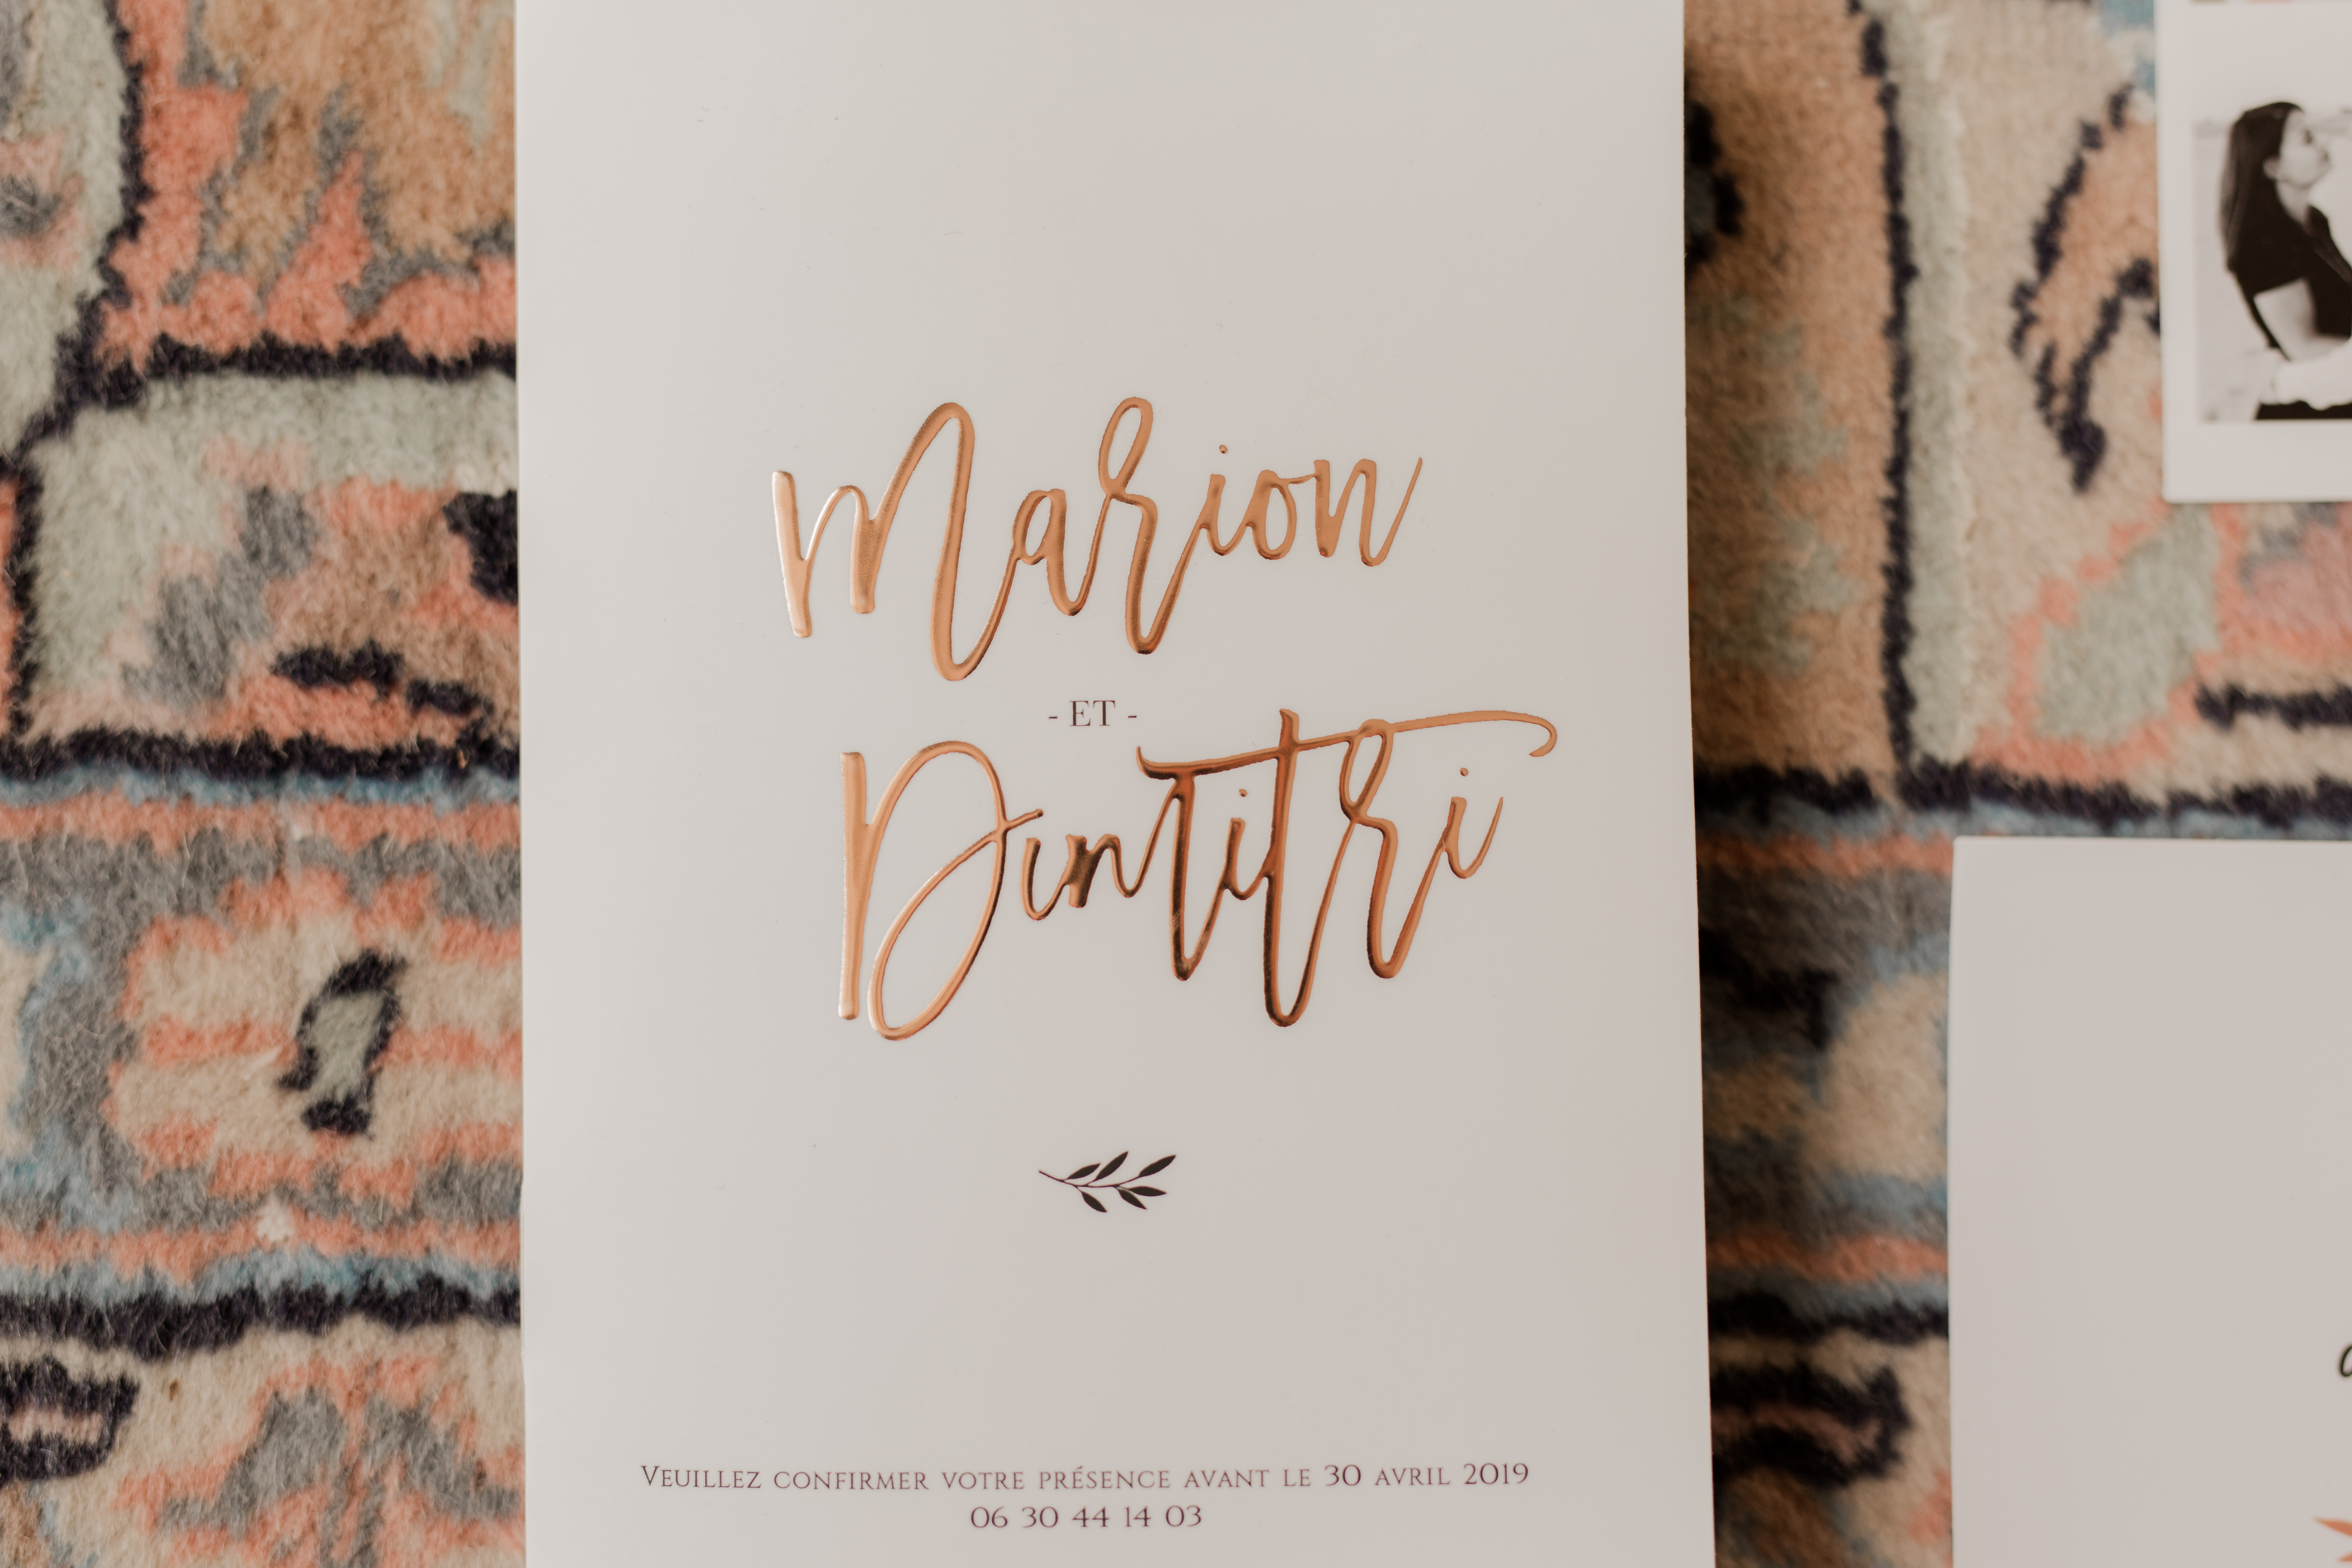 Marion
- ET -
Dimitri
Veuillez confirmer votre présence avant le 30 avril 2019
06 30 44 14 03